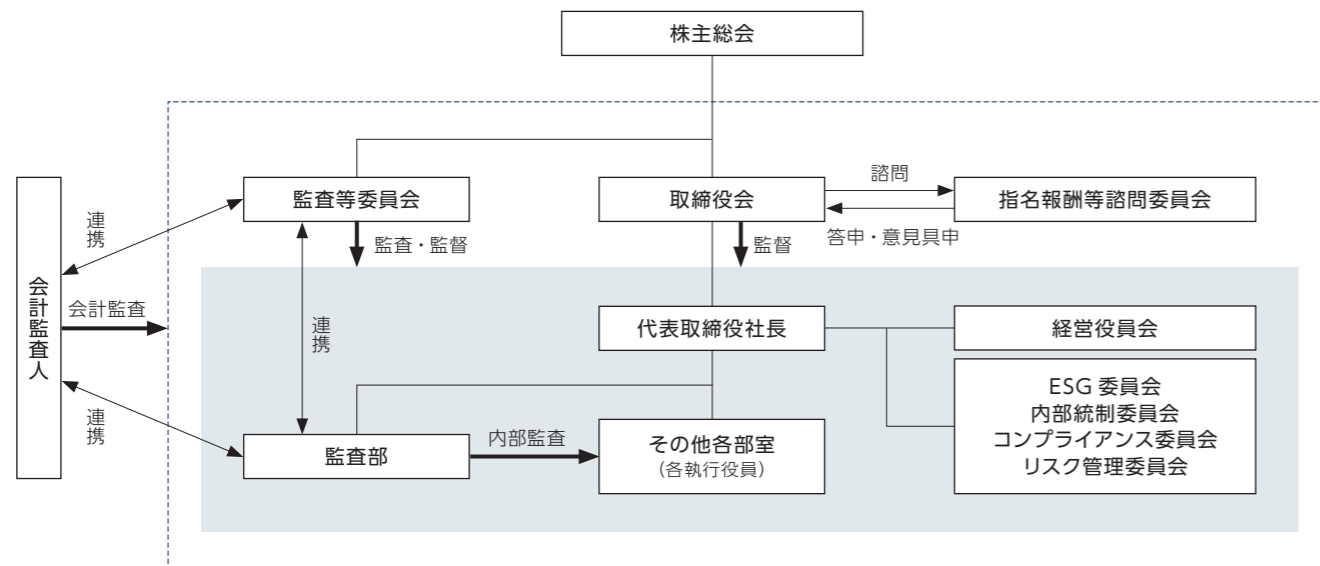 株主総会
諮問
監査等委員会
取締役会
指名報酬等諮問委員会
連携
答申・意見具申
監査・監督
監督
会計監査人
会計監査
連携
代表取締役社長
経営役員会
ESG 委員会
内部統制委員会
コンプライアンス委員会
リスク管理委員会
連携
監査部
内部監査
その他各部室
(各執行役員)